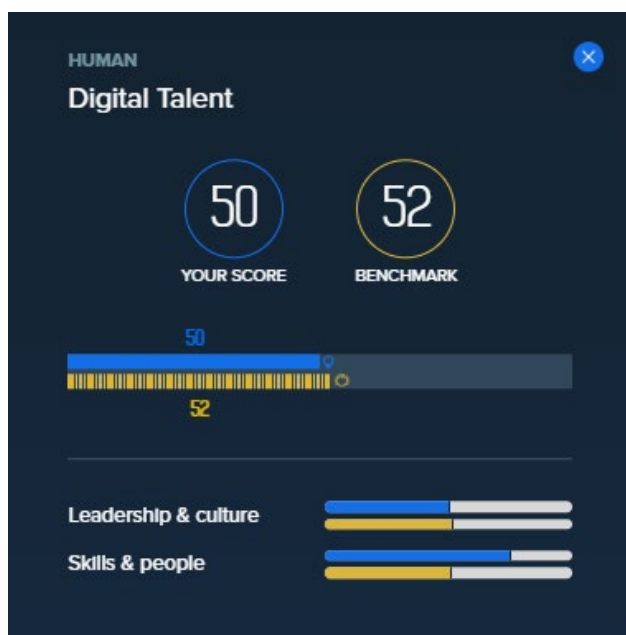 HUMAN
Digital Talent
50 52
YOUR SCORE BENCHMARK
50
52
Leadership & culture
Skills & people